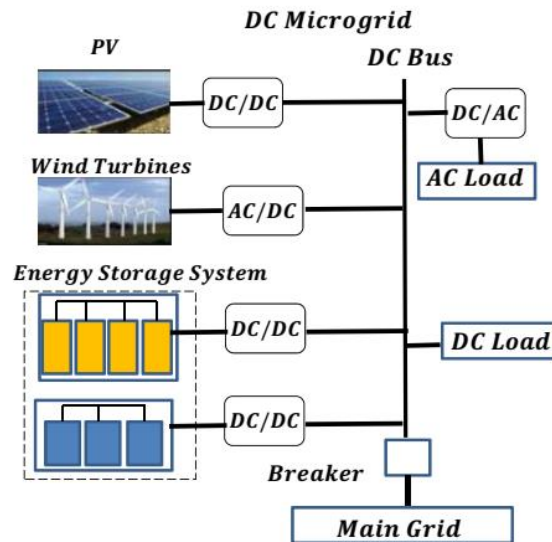 DC Microgrid
PV
DC Bus
DC/DC
DC/AC
Wind Turbines
AC Load
AC/DC
Energy Storage System
DC/DC
DC Load
DC/DC
Breaker
Main Grid